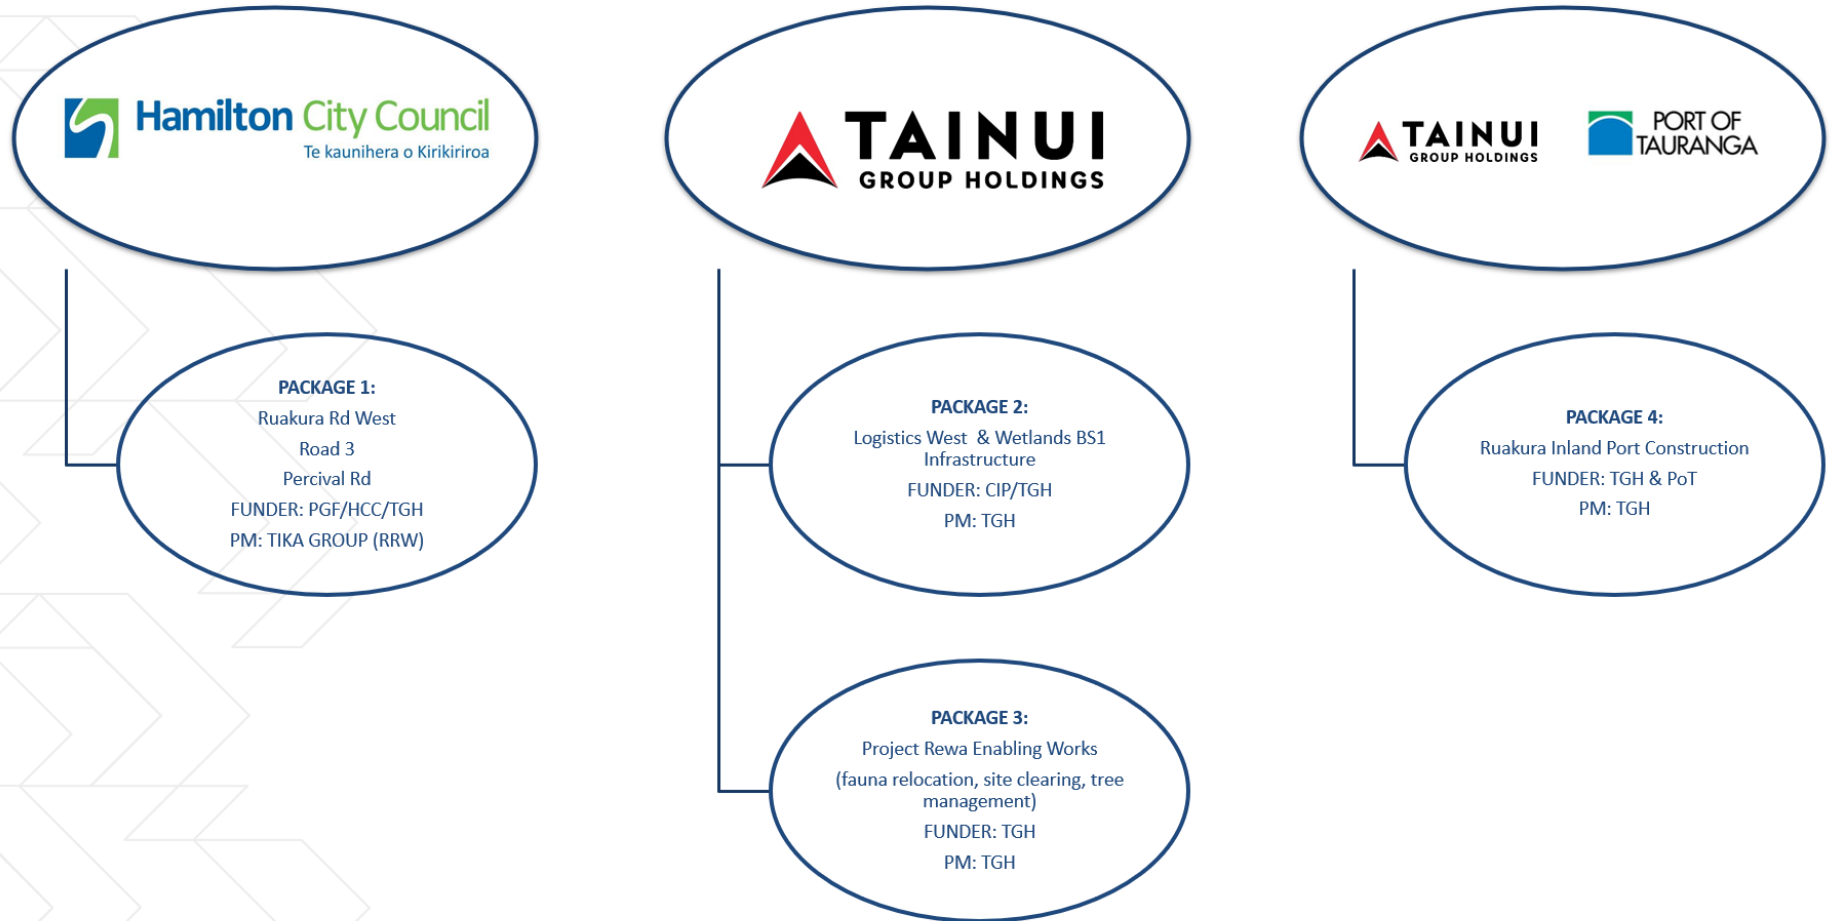 Hamilton City Council
Te kaunihera o Kirikiriroa
PACKAGE 1:
Ruakura Rd West
Road 3
Percival Rd
FUNDER: PGF/HCC/TGH
PM: TIKA GROUP (RRW)
TAINUI
GROUP HOLDINGS
PACKAGE 2:
Logistics West & Wetlands BS1
Infrastructure
FUNDER: CIP/TGH
PM: TGH
PACKAGE 3:
Project Rewa Enabling Works
(fauna relocation, site clearing, tree
management)
FUNDER: TGH
PM: TGH
TAINUI
GROUP HOLDINGS
PORT OF
TAURANGA
PACKAGE 4:
Ruakura Inland Port Construction
FUNDER: TGH & PoT
PM: TGH